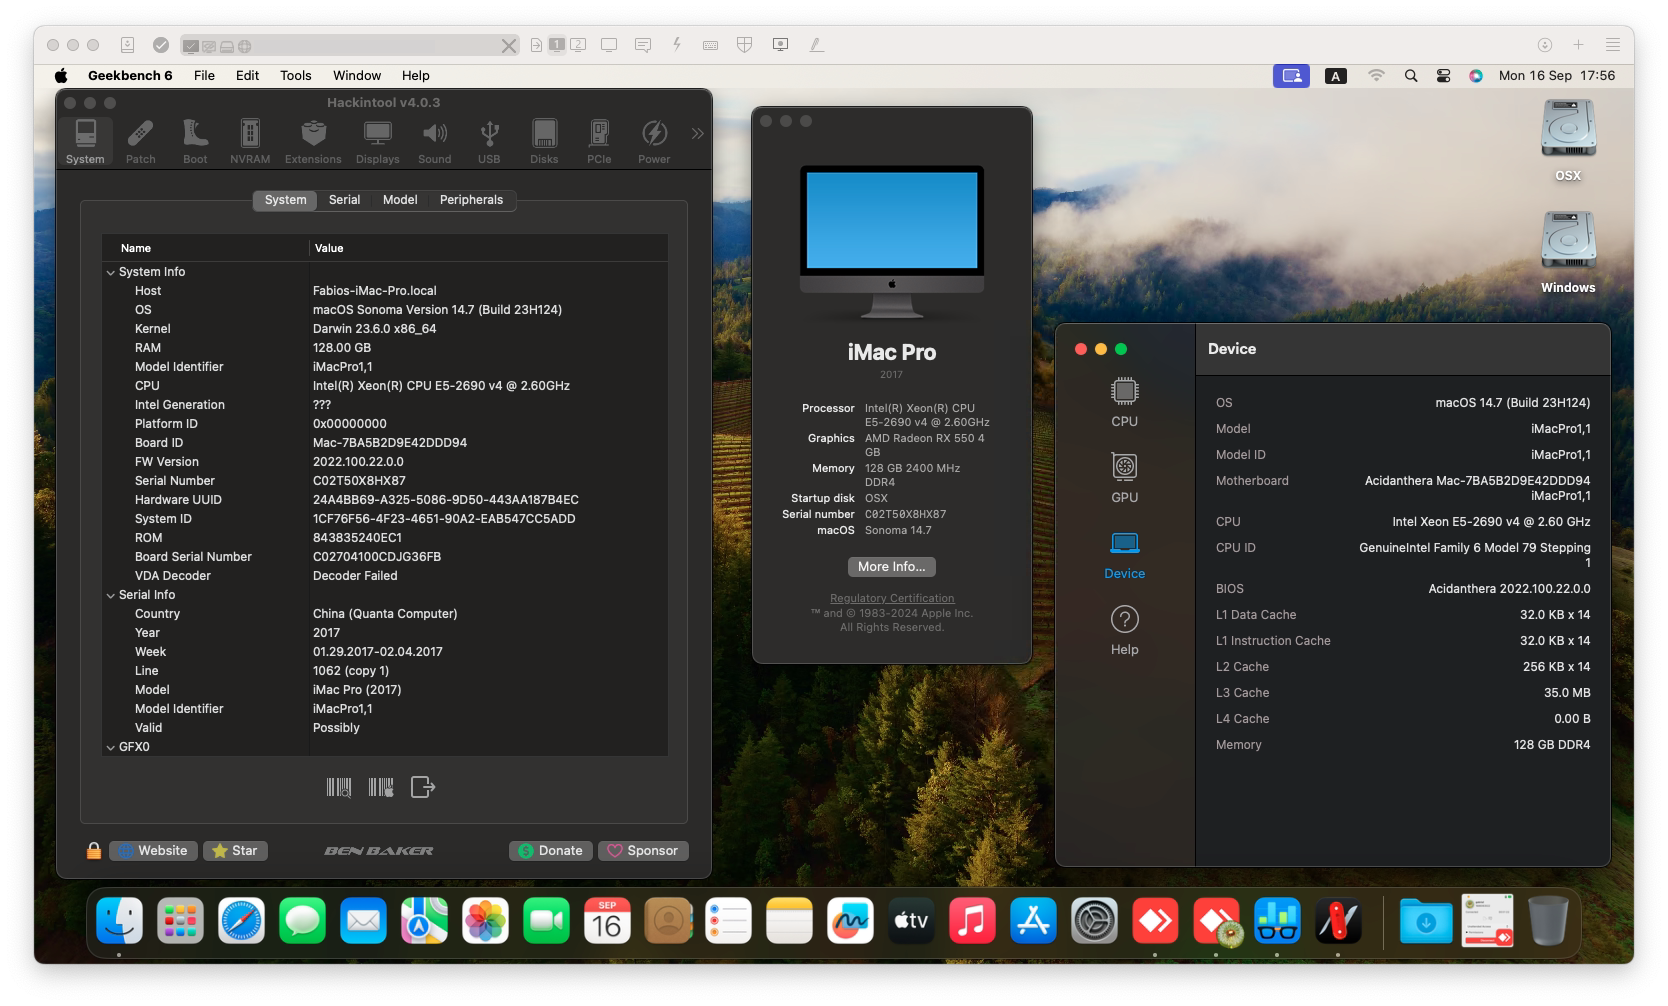 1 2
Geekbench 6 File Edit Tools Window Help
A
Mon 16 Sep 17:56
Hackintool v4.0.3
System Patch Boot NVRAM Extensions Displays Sound USB Disks PCIe Power
System Serial Model Peripherals
Name Value
System Info
Host Fabios-iMac-Pro.local
OS macOS Sonoma Version 14.7 (Build 23H124)
Kernel Darwin 23.6.0 x86_64
RAM 128.00 GB
Model Identifier iMacPro1,1
CPU Intel(R) Xeon(R) CPU E5-2690 v4 @ 2.60GHz
Intel Generation ???
Platform ID 0x00000000
Board ID Mac-7BA5B2D9E42DDD94
FW Version 2022.100.22.0.0
Serial Number C02T50X8HX87
Hardware UUID 24A4BB69-A325-5086-9D50-443AA187B4EC
System ID 1CF76F56-4F23-4651-90A2-EAB547CC5ADD
ROM 843835240EC1
Board Serial Number C02704100CDJG36FB
VDA Decoder Decoder Failed
Serial Info
Country China (Quanta Computer)
Year 2017
Week 01.29.2017-02.04.2017
Line 1062 (copy 1)
Model iMac Pro (2017)
Model Identifier iMacPro1,1
Valid Possibly
GFX0
Website Star BEN BAKER Donate Sponsor
iMac Pro
2017
Processor Intel(R) Xeon(R) CPU
E5-2690 v4 @ 2.60GHz
Graphics AMD Radeon RX 550 4
GB
Memory 128 GB 2400 MHz
DDR4
Startup disk OSX
Serial number C02T50X8HX87
macOS Sonoma 14.7
More Info...
Regulatory Certification
™ and © 1983-2024 Apple Inc.
All Rights Reserved.
OSX
Windows
CPU
GPU
Device
Help
Device
OS macOS 14.7 (Build 23H124)
Model iMacPro1,1
Model ID iMacPro1,1
Motherboard Acidanthera Mac-7BA5B2D9E42DDD94
iMacPro1,1
CPU Intel Xeon E5-2690 v4 @ 2.60 GHz
CPU ID GenuineIntel Family 6 Model 79 Stepping
1
BIOS Acidanthera 2022.100.22.0.0
L1 Data Cache 32.0 KB x 14
L1 Instruction Cache 32.0 KB x 14
L2 Cache 256 KB x 14
L3 Cache 35.0 MB
L4 Cache 0.00 B
Memory 128 GB DDR4
SEP
16
tv